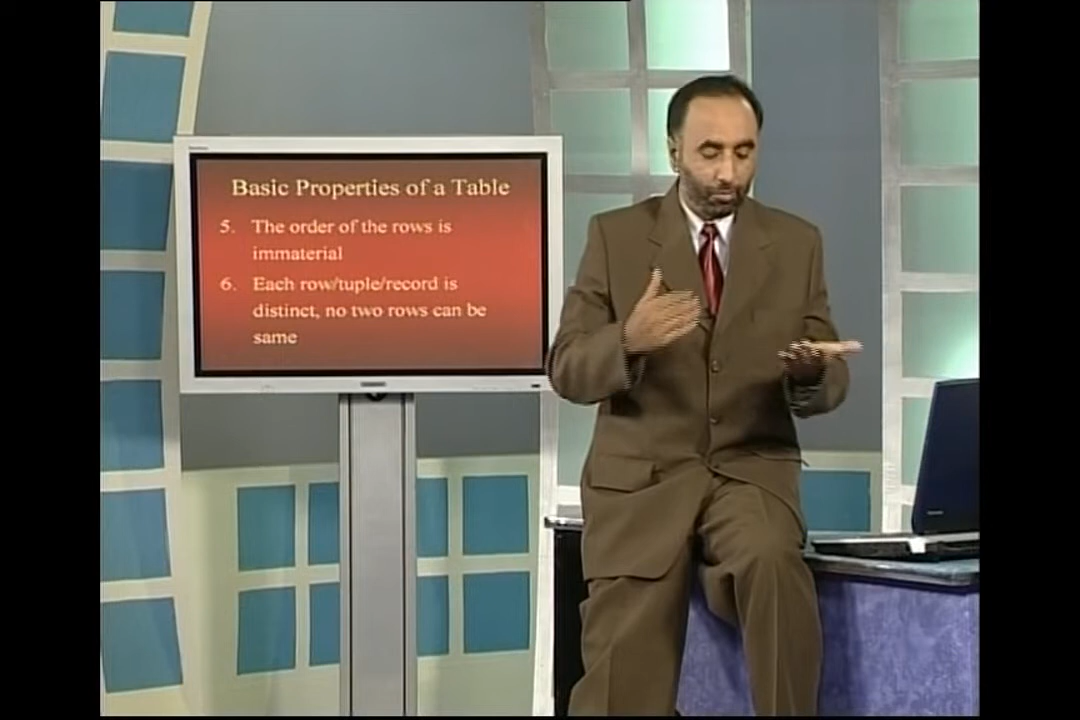 Basic Properties of a Table
5. The order of the rows is
immaterial
6. Each row/tuple/record is
distinct, no two rows can be
same